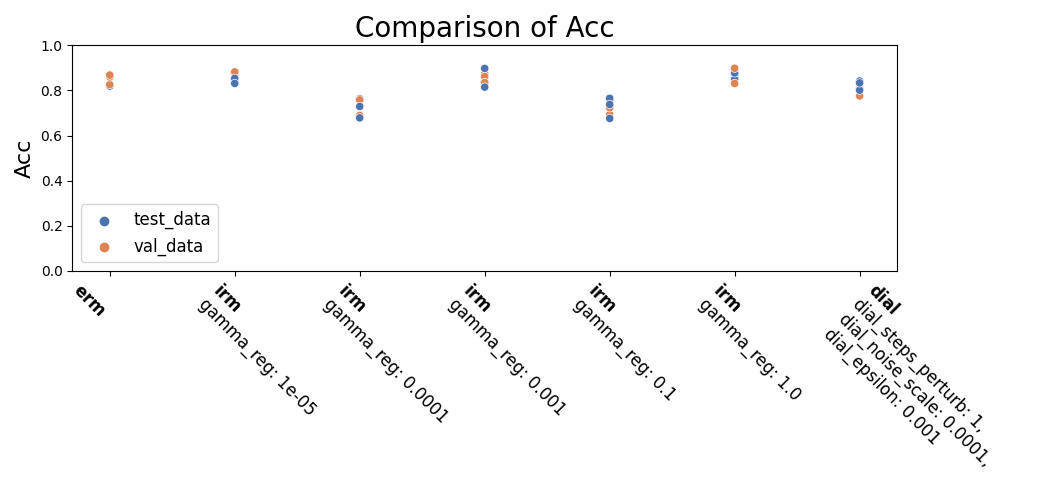 Comparison of Acc
Acc
1.0
0.8
0.6
0.4
0.2
0.0
test_data
val_data
erm
irm
gamma_reg: 1e-05
irm
gamma_reg: 0.0001
irm
gamma_reg: 0.001
irm
gamma_reg: 0.1
irm
gamma_reg: 1.0
dial
dial_steps_perturb: 1,
dial_noise_scale: 0.0001,
dial_epsilon: 0.001